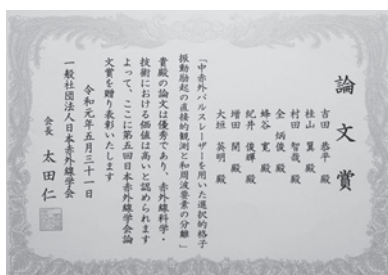 論文賞
吉田 恭平 殿
桂山 翼 殿
村田 智哉 殿
全 炳俊 殿
蜂谷 寛 殿
紀井 俊輝 殿
増田 開 殿
大垣 英明 殿
「中赤外パルスレーザーを用いた選択的格子
振動励起の直接的観測と和周波要素の分離」
貴殿の論文は優秀であり、赤外線科学・
技術における価値は高いと認められます
よって、ここに第五回日本赤外線学会論
文賞を贈り表彰いたします
令和元年五月三十一日
一般社団法人日本赤外線学会
会長 太田 仁